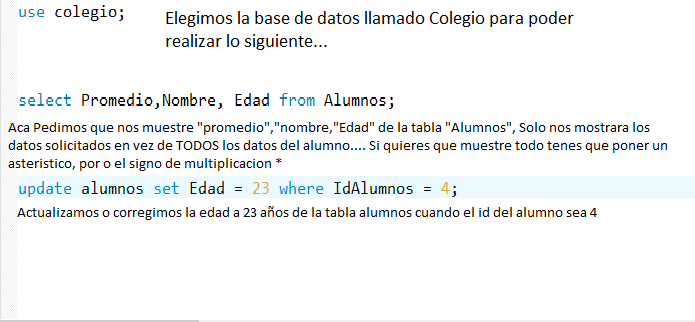 use colegio;
Elegimos la base de datos llamado Colegio para poder
realizar lo siguiente...
select Promedio,Nombre, Edad from Alumnos;
Aca Pedimos que nos muestre "promedio","nombre,"Edad" de la tabla "Alumnos", Solo nos mostrara los
datos solicitados en vez de TODOS los datos del alumno.... Si quieres que muestre todo tenes que poner un
asteristico, por o el signo de multiplicacion *
update alumnos set Edad = 23 where IdAlumnos = 4;
Actualizamos o corregimos la edad a 23 años de la tabla alumnos cuando el id del alumno sea 4